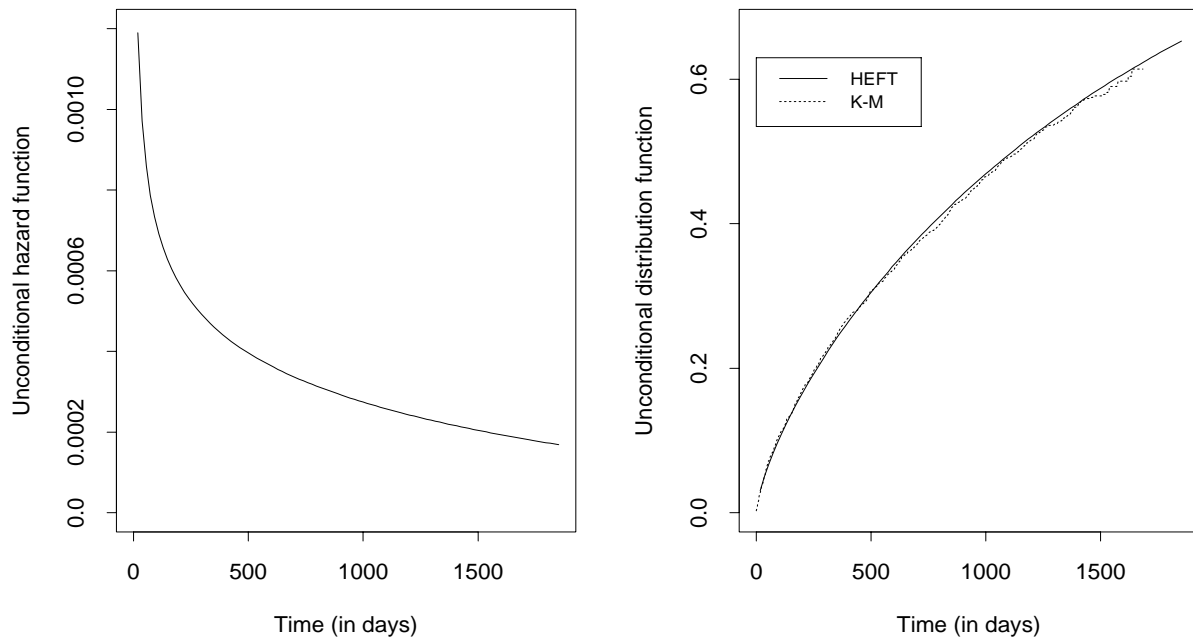 Unconditional hazard function
0.0010
0.0006
0.0002
0.0
0
500
1000
1500
Time (in days)
Unconditional distribution function
0.6
0.4
0.2
0.0
HEFT
K-M
0
500
1000
1500
Time (in days)